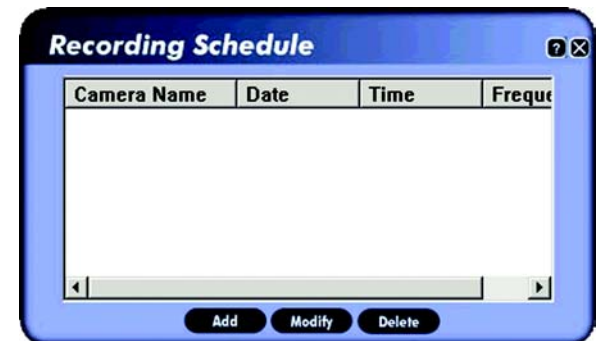 Recording Schedule ?
Camera Name Date Time Freque
Add Modify Delete